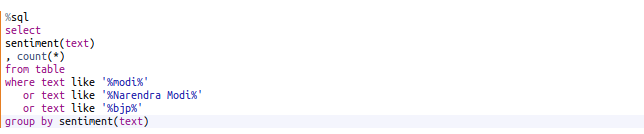 %sql
select
sentiment(text)
, count(*)
from table
where text like '%modi%'
or text like '%Narendra Modi%'
or text like '%bjp%'
group by sentiment(text)